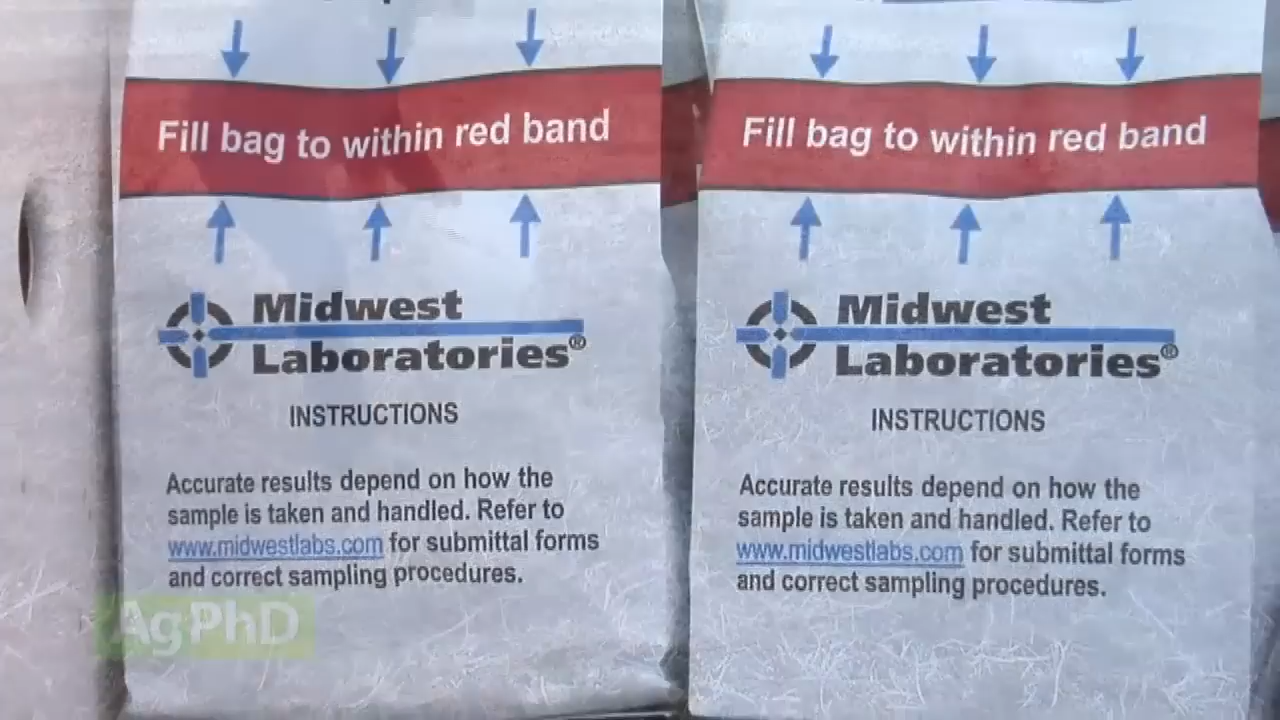 Fill bag to within red band
Midwest
Laboratories®
INSTRUCTIONS
Accurate results depend on how the
sample is taken and handled. Refer to
www.midwestlabs.com for submittal forms
and correct sampling procedures.
Fill bag to within red band
Midwest
Laboratories®
INSTRUCTIONS
Accurate results depend on how the
sample is taken and handled. Refer to
www.midwestlabs.com for submittal forms
and correct sampling procedures.
AgPhD